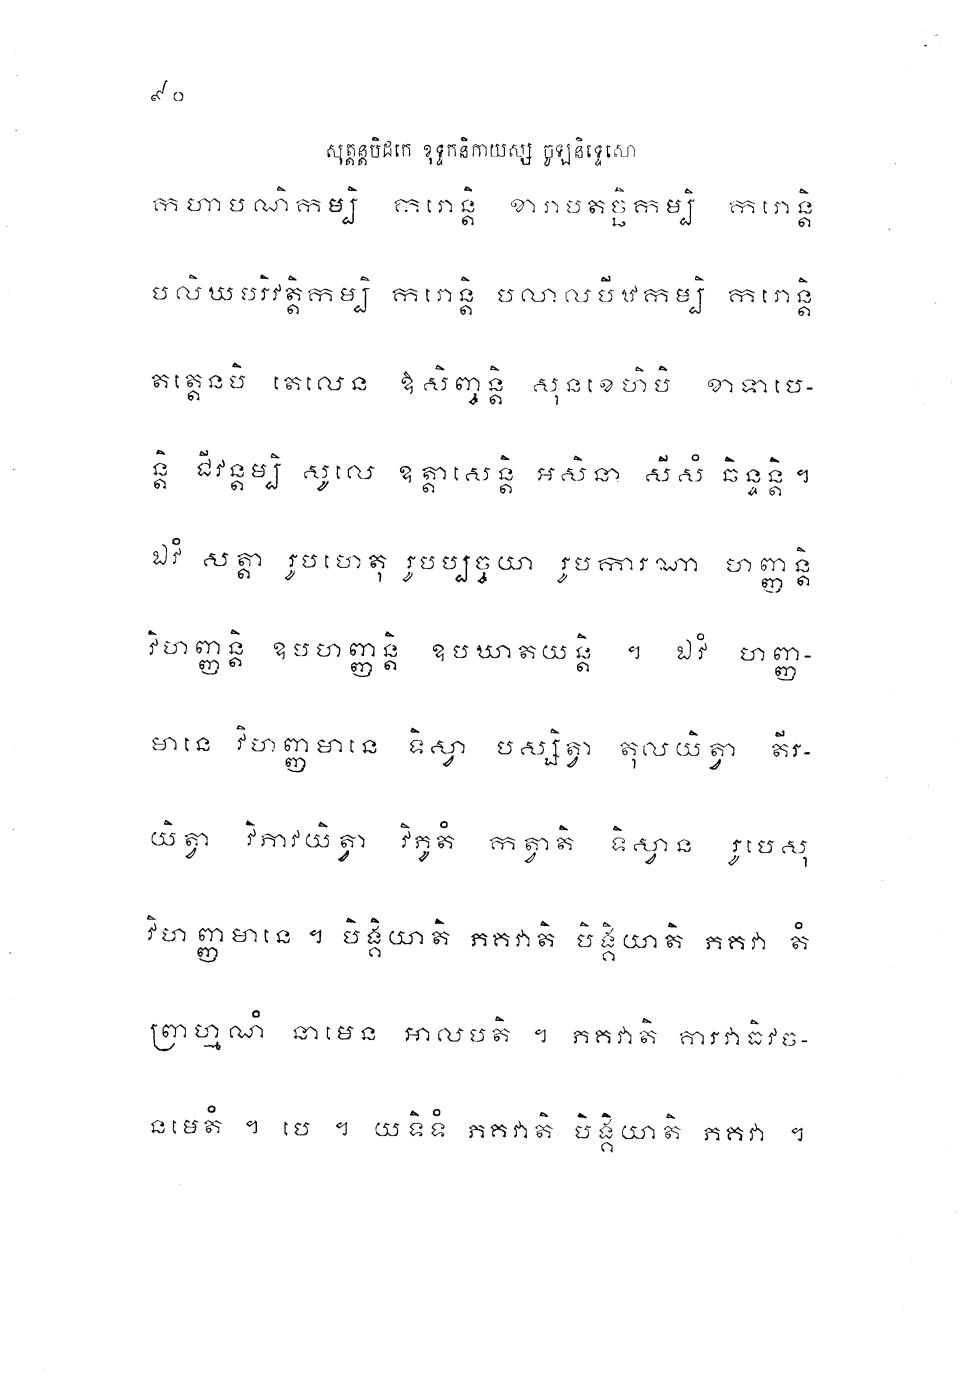 ៩០
សុត្តន្តបិដកេ ខុទ្ទកនិកាយស្ស ចូឡនិទ្ទេសោ
កហាបណិកម្បិ ករោន្តិ ខារាបតច្ឆិកម្បិ ករោន្តិ
បលិឃបរិវត្តិកម្បិ ករោន្តិ បលាលបីឋកម្បិ ករោន្តិ
តត្តេនបិ តេលេន ឱសិញ្ចន្តិ សុនខេហិបិ ខាទាបេ-
ន្តិ ជីវន្តម្បិ សូលេ ឧត្តាសេន្តិ អសិនា សីសំ ឆិន្ទន្តិ។
ឯវំ សត្តា រូបហេតុ រូបប្បច្ចយា រូបការណា ហញ្ញន្តិ
វិហញ្ញន្តិ ឧបហញ្ញន្តិ ឧបឃាតយន្តិ ។ ឯវំ ហញ្ញ-
មានេ វិហញ្ញមានេ ទិស្វា បស្សិត្វា តុលយិត្វា តីរ-
យិត្វា វិភាវយិត្វា វិភូតំ កត្វាតិ ទិស្វាន រូបេសុ
វិហញ្ញមានេ ។ បិង្គិយាតិ ភគវាតិ បិង្គិយាតិ ភគវា តំ
ព្រាហ្មណំ នាមេន អាលបតិ ។ ភគវាតិ គារវាធិវច-
នមេតំ ។ បេ ។ យទិទំ ភគវាតិ បិង្គិយាតិ ភគវា ។